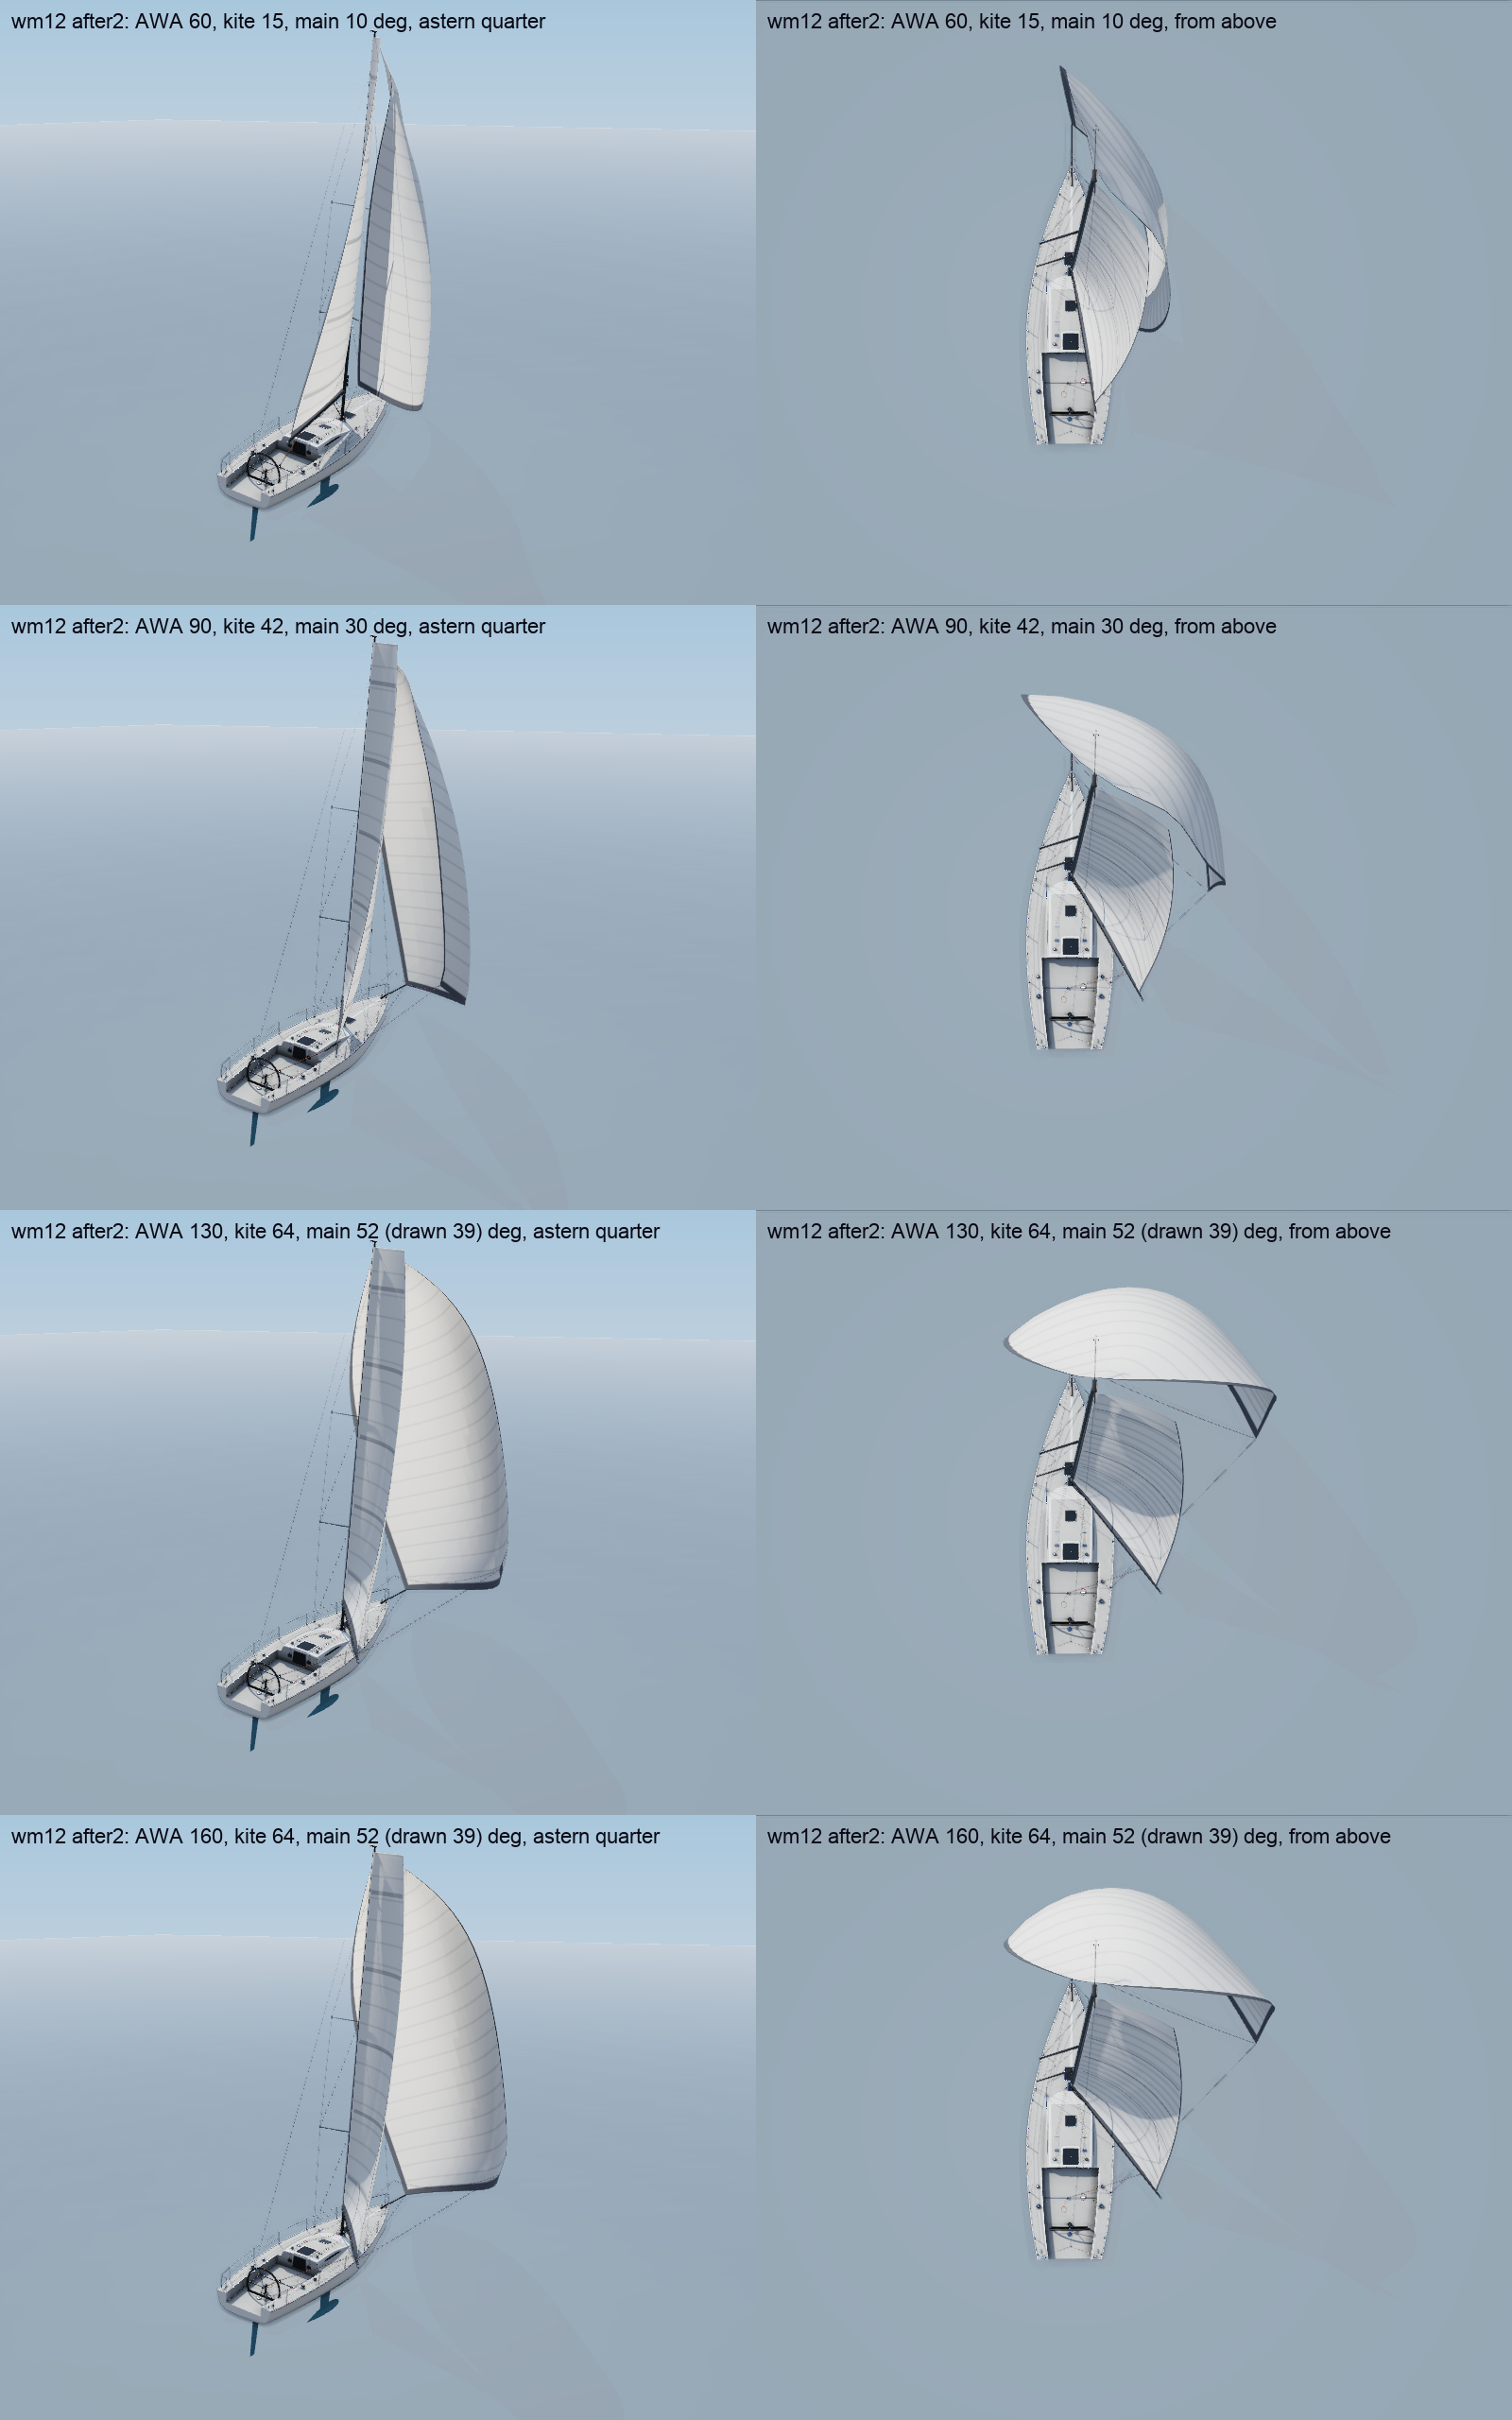 wm12 after2: AWA 60, kite 15, main 10 deg, astern quarter
wm12 after2: AWA 60, kite 15, main 10 deg, from above
wm12 after2: AWA 90, kite 42, main 30 deg, astern quarter
wm12 after2: AWA 90, kite 42, main 30 deg, from above
wm12 after2: AWA 130, kite 64, main 52 (drawn 39) deg, astern quarter
wm12 after2: AWA 130, kite 64, main 52 (drawn 39) deg, from above
wm12 after2: AWA 160, kite 64, main 52 (drawn 39) deg, astern quarter
wm12 after2: AWA 160, kite 64, main 52 (drawn 39) deg, from above